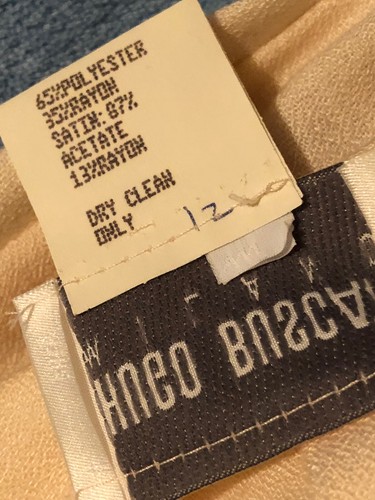 65%POLYESTER
35%RAYON
SATIN: 87%
ACETATE
13%RAYON
DRY CLEAN
ONLY
12
HUGO BUSCA